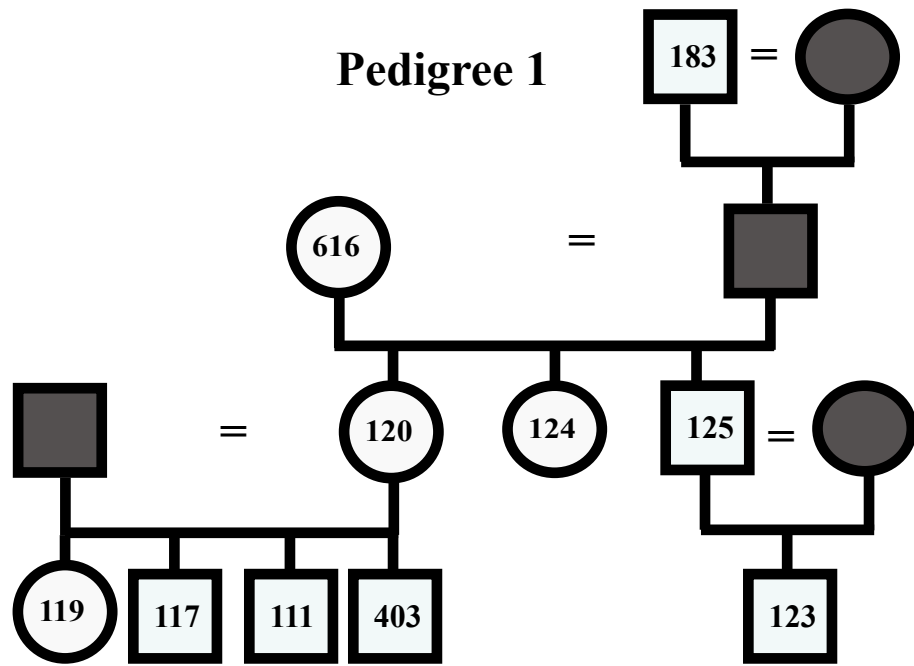 Pedigree 1
183 =
616 =
= 120 124 125 =
119 117 111 403 123